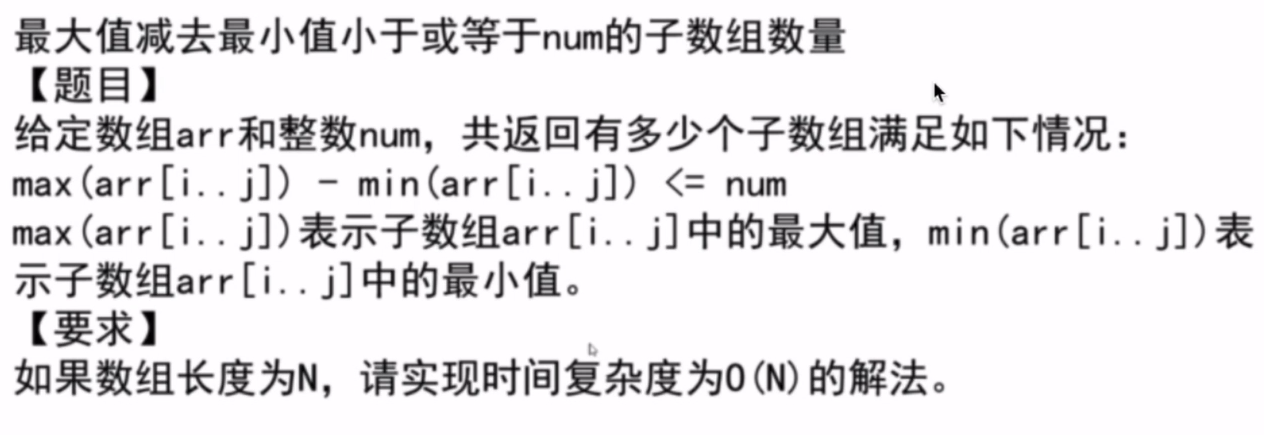 最大值减去最小值小于或等于num的子数组数量
【题目】
给定数组arr和整数num，共返回有多少个子数组满足如下情况：
max(arr[i..j]) - min(arr[i..j]) <= num
max(arr[i..j])表示子数组arr[i..j]中的最大值，min(arr[i..j])表
示子数组arr[i..j]中的最小值。
【要求】
如果数组长度为N，请实现时间复杂度为O(N)的解法。